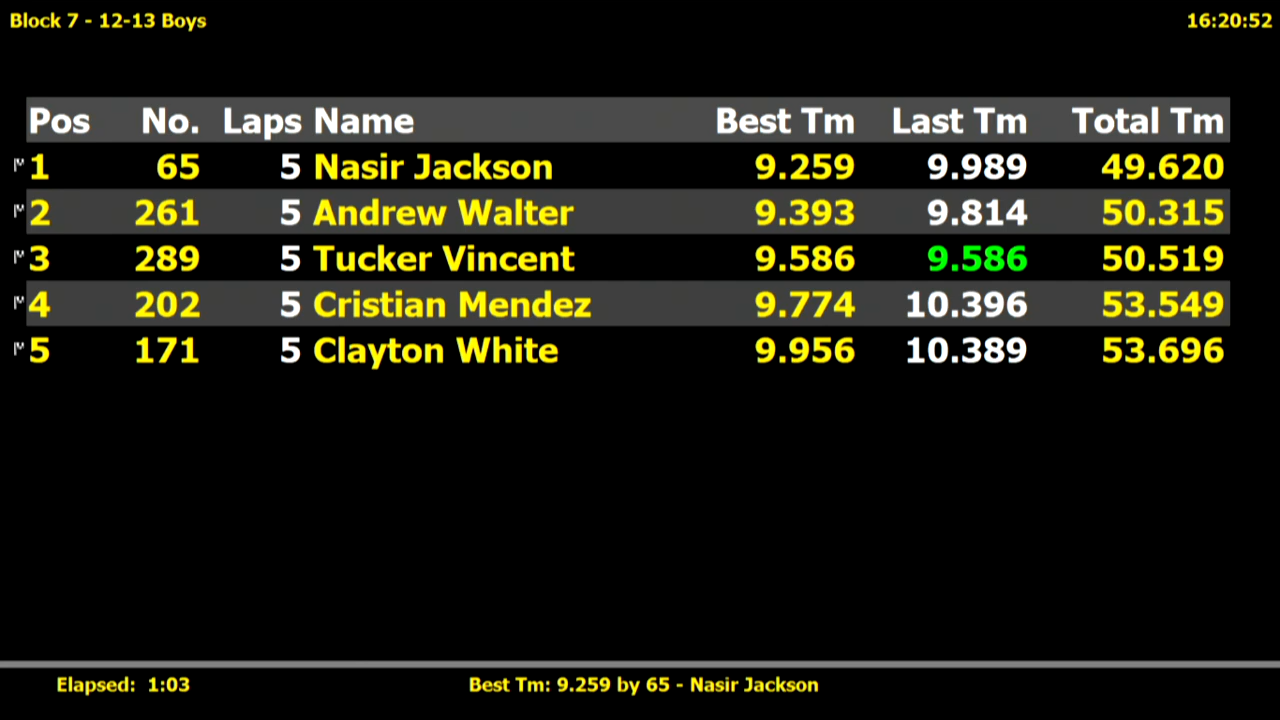 Block 7 - 12-13 Boys 16:20:52
Pos No. Laps Name Best Tm Last Tm Total Tm
1 65 5 Nasir Jackson 9.259 9.989 49.620
2 261 5 Andrew Walter 9.393 9.814 50.315
3 289 5 Tucker Vincent 9.586 9.586 50.519
4 202 5 Cristian Mendez 9.774 10.396 53.549
5 171 5 Clayton White 9.956 10.389 53.696
Elapsed: 1:03 Best Tm: 9.259 by 65 - Nasir Jackson